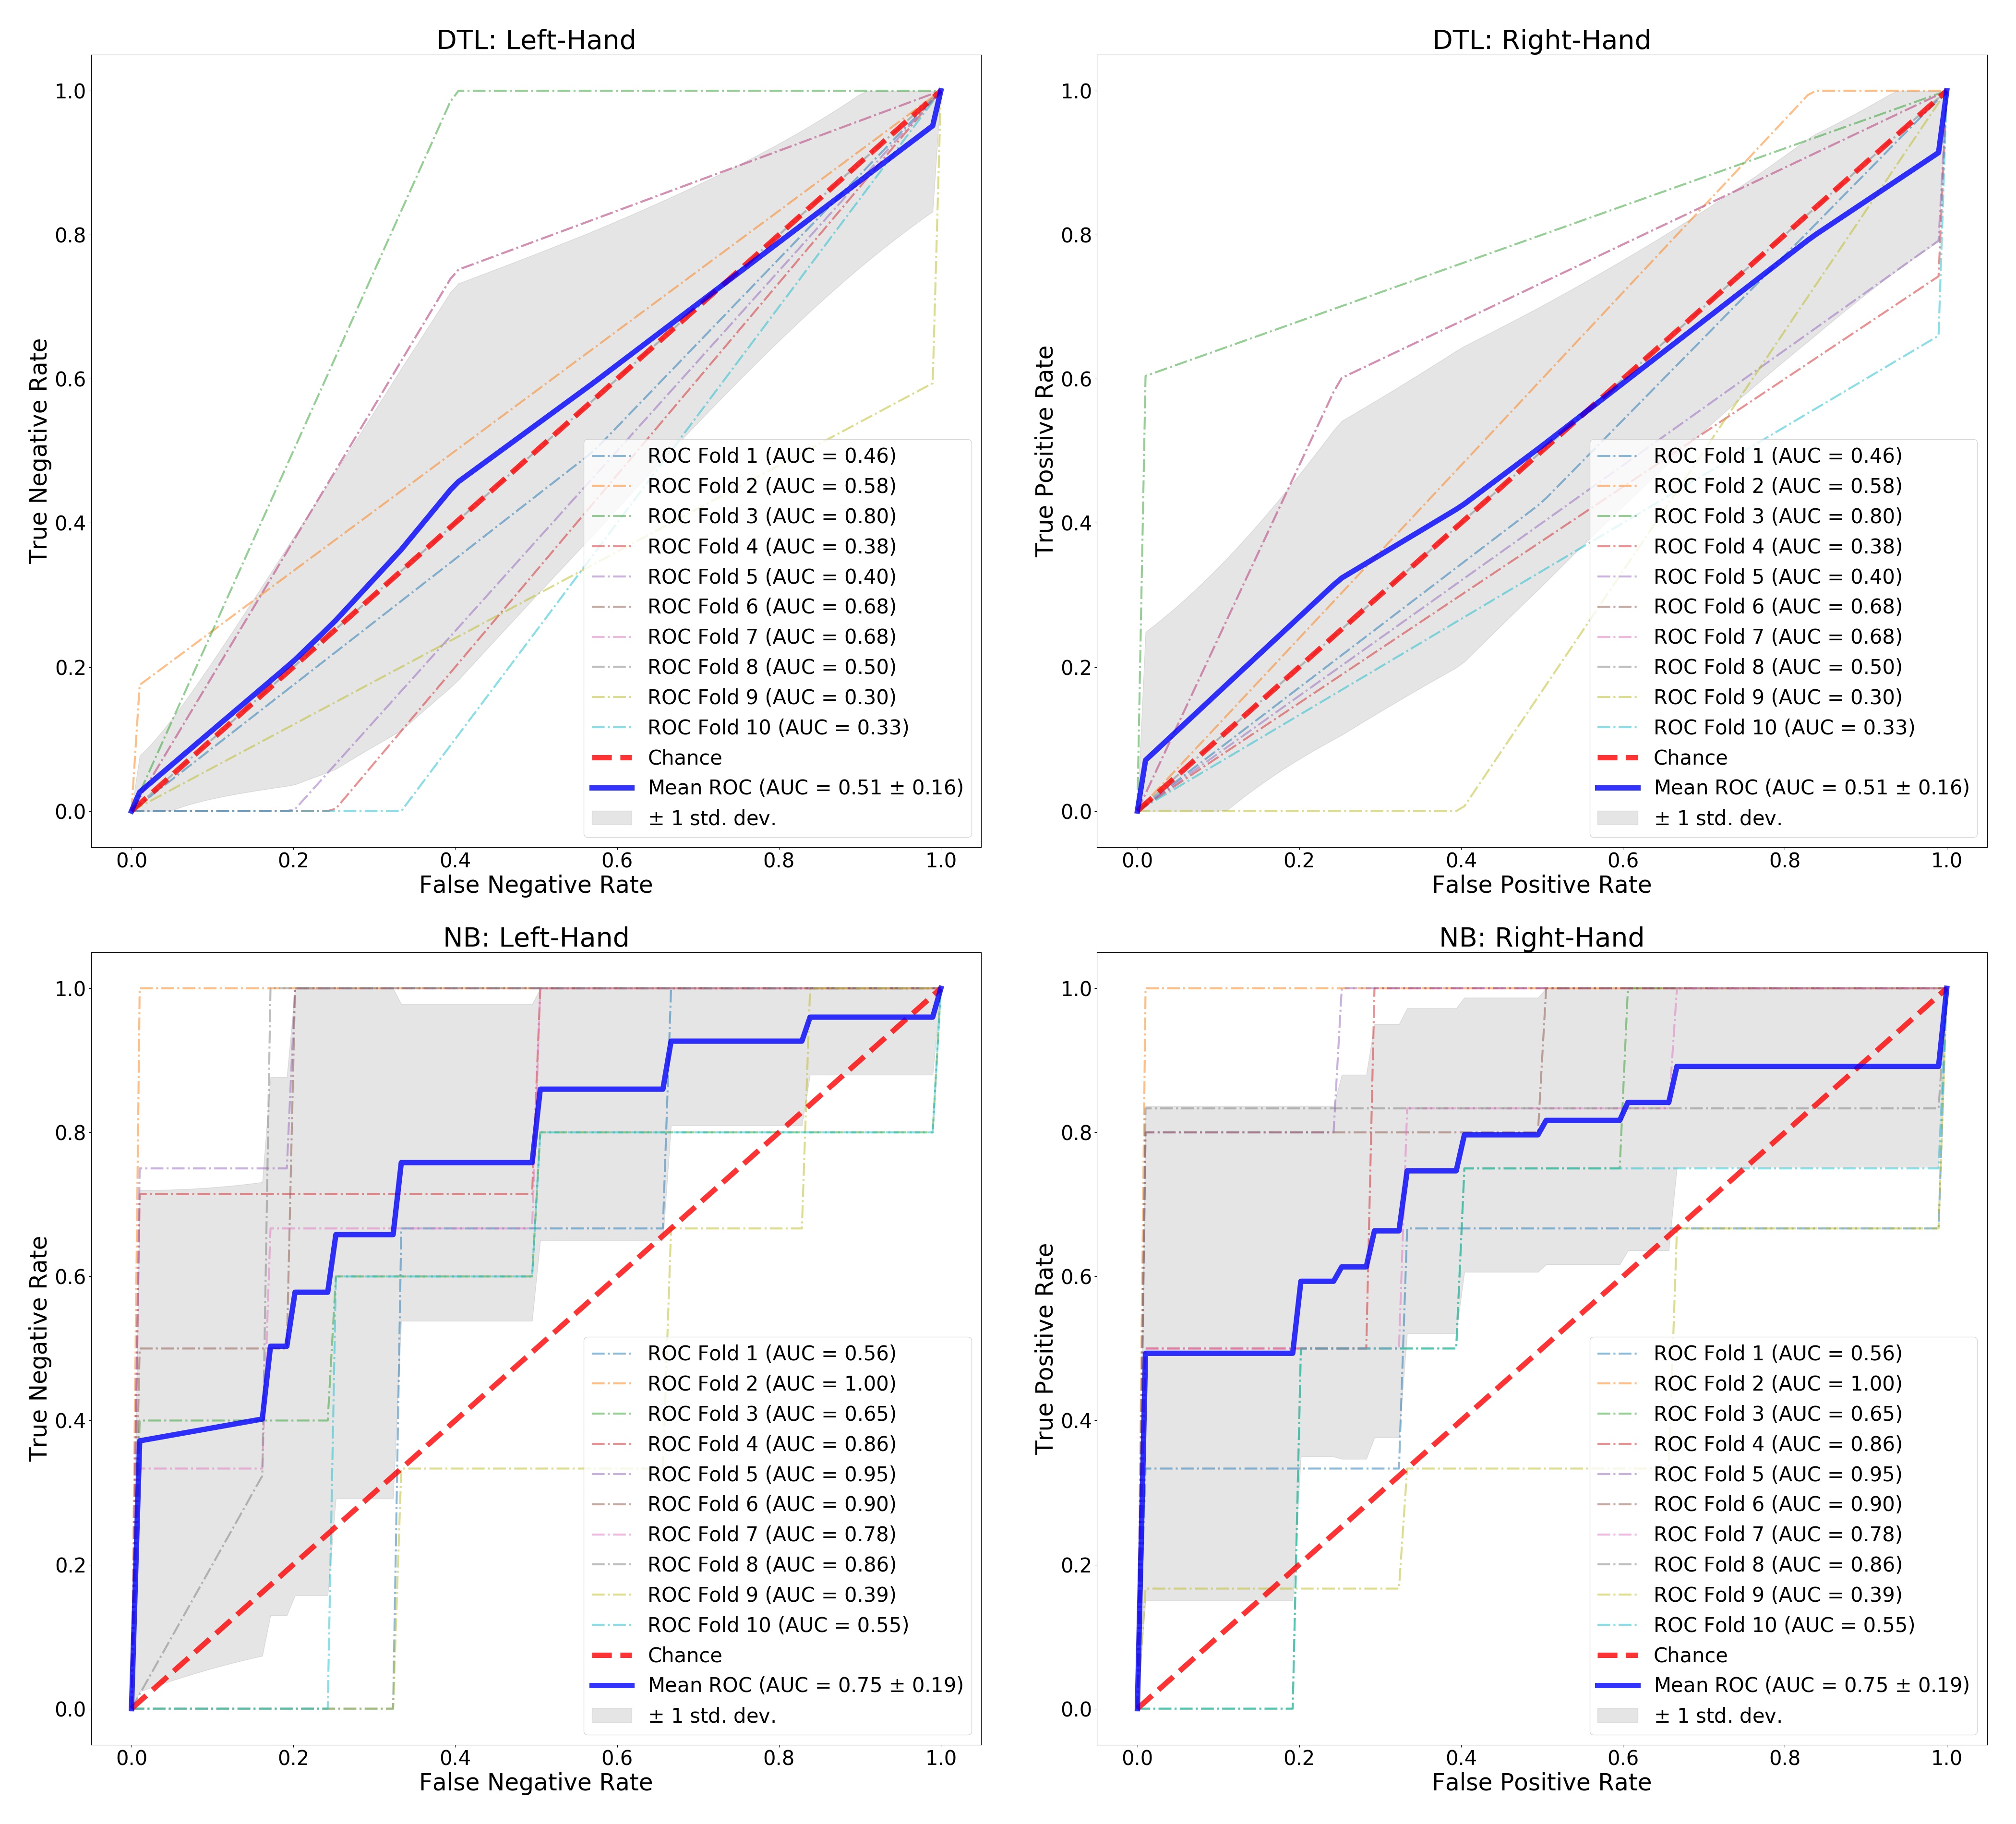 DTL: Left-Hand
True Negative Rate
1.0
0.8
0.6
0.4
0.2
0.0
ROC Fold 1 (AUC = 0.46)
ROC Fold 2 (AUC = 0.58)
ROC Fold 3 (AUC = 0.80)
ROC Fold 4 (AUC = 0.38)
ROC Fold 5 (AUC = 0.40)
ROC Fold 6 (AUC = 0.68)
ROC Fold 7 (AUC = 0.68)
ROC Fold 8 (AUC = 0.50)
ROC Fold 9 (AUC = 0.30)
ROC Fold 10 (AUC = 0.33)
Chance
Mean ROC (AUC = 0.51 ± 0.16)
± 1 std. dev.
0.0 0.2 0.4 0.6 0.8 1.0
False Negative Rate
DTL: Right-Hand
True Positive Rate
1.0
0.8
0.6
0.4
0.2
0.0
ROC Fold 1 (AUC = 0.46)
ROC Fold 2 (AUC = 0.58)
ROC Fold 3 (AUC = 0.80)
ROC Fold 4 (AUC = 0.38)
ROC Fold 5 (AUC = 0.40)
ROC Fold 6 (AUC = 0.68)
ROC Fold 7 (AUC = 0.68)
ROC Fold 8 (AUC = 0.50)
ROC Fold 9 (AUC = 0.30)
ROC Fold 10 (AUC = 0.33)
Chance
Mean ROC (AUC = 0.51 ± 0.16)
± 1 std. dev.
0.0 0.2 0.4 0.6 0.8 1.0
False Positive Rate
NB: Left-Hand
True Negative Rate
1.0
0.8
0.6
0.4
0.2
0.0
ROC Fold 1 (AUC = 0.56)
ROC Fold 2 (AUC = 1.00)
ROC Fold 3 (AUC = 0.65)
ROC Fold 4 (AUC = 0.86)
ROC Fold 5 (AUC = 0.95)
ROC Fold 6 (AUC = 0.90)
ROC Fold 7 (AUC = 0.78)
ROC Fold 8 (AUC = 0.86)
ROC Fold 9 (AUC = 0.39)
ROC Fold 10 (AUC = 0.55)
Chance
Mean ROC (AUC = 0.75 ± 0.19)
± 1 std. dev.
0.0 0.2 0.4 0.6 0.8 1.0
False Negative Rate
NB: Right-Hand
True Positive Rate
1.0
0.8
0.6
0.4
0.2
0.0
ROC Fold 1 (AUC = 0.56)
ROC Fold 2 (AUC = 1.00)
ROC Fold 3 (AUC = 0.65)
ROC Fold 4 (AUC = 0.86)
ROC Fold 5 (AUC = 0.95)
ROC Fold 6 (AUC = 0.90)
ROC Fold 7 (AUC = 0.78)
ROC Fold 8 (AUC = 0.86)
ROC Fold 9 (AUC = 0.39)
ROC Fold 10 (AUC = 0.55)
Chance
Mean ROC (AUC = 0.75 ± 0.19)
± 1 std. dev.
0.0 0.2 0.4 0.6 0.8 1.0
False Positive Rate